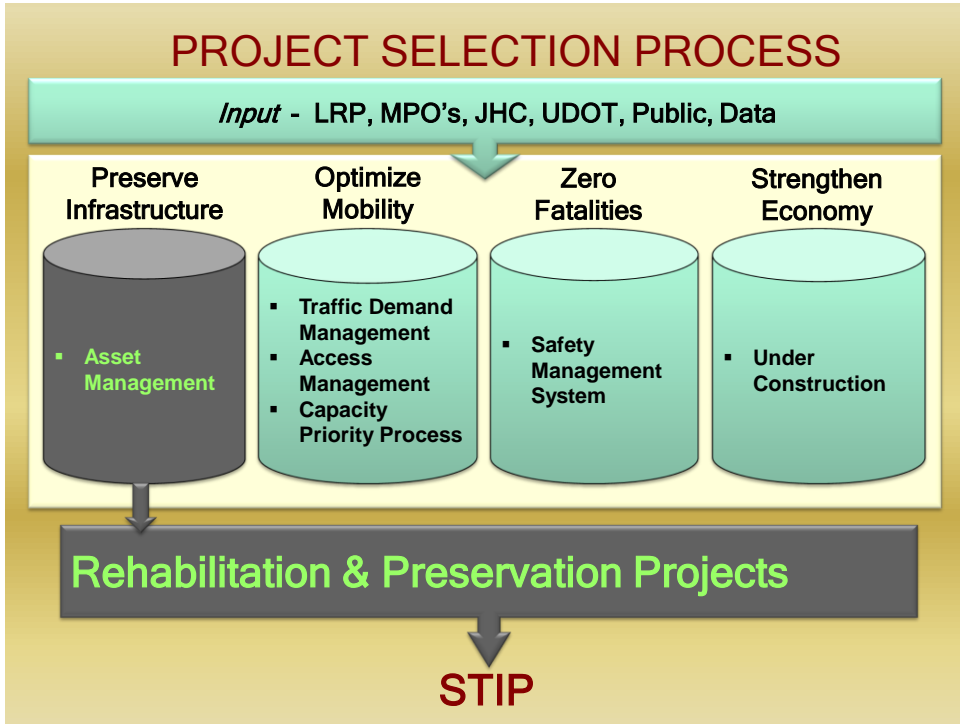 PROJECT SELECTION PROCESS
Input - LRP, MPO's, JHC, UDOT, Public, Data
Preserve
Infrastructure
Optimize
Mobility
Zero
Fatalities
Strengthen
Economy
▪ Asset
Management
▪ Traffic Demand
Management
▪ Access
Management
▪ Capacity
Priority Process
▪ Safety
Management
System
▪ Under
Construction
Rehabilitation & Preservation Projects
STIP